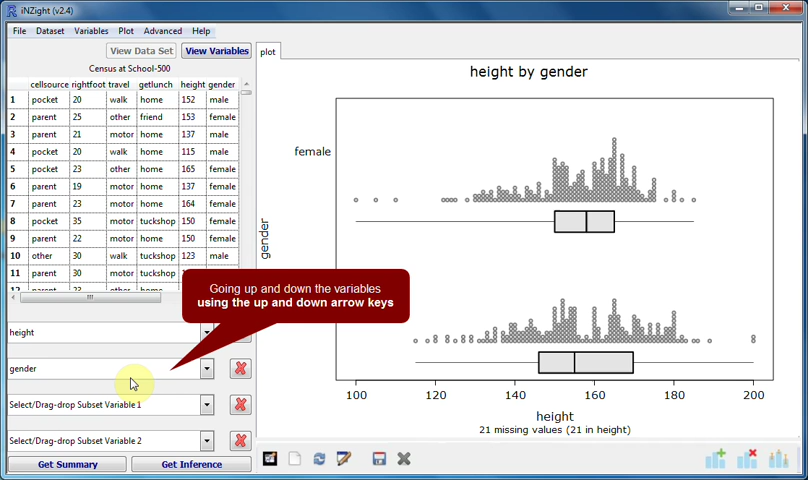 iNZight (v2.4)
File Dataset Variables Plot Advanced Help
View Data Set View Variables
plot
Census at School-500
cellsource rightfoot travel getlunch height gender
1 pocket 20 walk home 152 male
2 parent 25 other friend 153 female
3 parent 21 motor home 137 male
4 pocket 20 walk home 115 male
5 pocket 23 other home 165 female
6 parent 19 motor home 137 female
7 parent 23 motor home 164 female
8 pocket 35 motor tuckshop 150 female
9 parent 22 motor home 150 female
10 other 30 walk tuckshop 123 male
11 parent 30 motor tuckshop
Going up and down the variables
using the up and down arrow keys
height
gender
Select/Drag-drop Subset Variable 1
Select/Drag-drop Subset Variable 2
Get Summary Get Inference
height by gender
female
gender
100 120 140 160 180 200
height
21 missing values (21 in height)